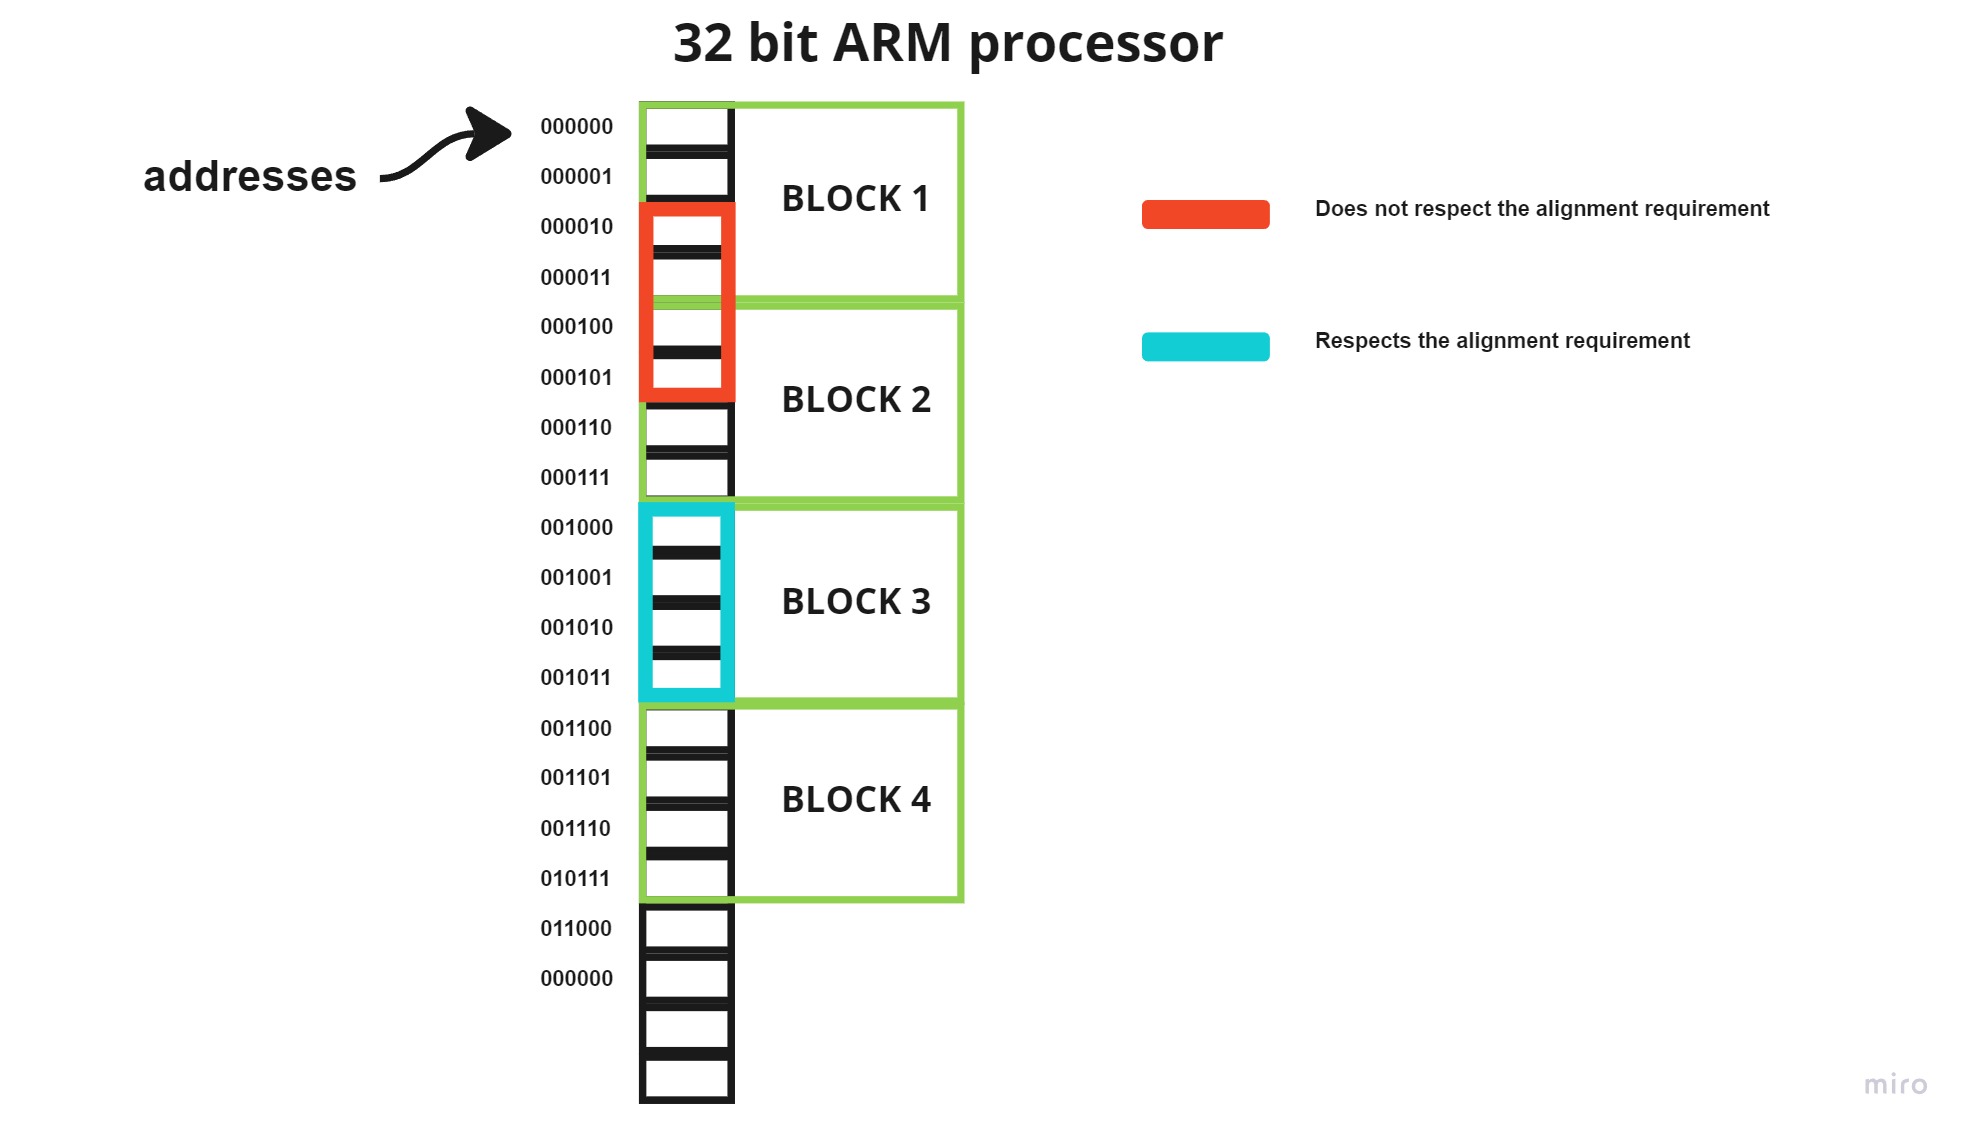 32 bit ARM processor
addresses
000000
000001
000010
000011
000100
000101
000110
000111
001000
001001
001010
001011
001100
001101
001110
010111
011000
000000
BLOCK 1
BLOCK 2
BLOCK 3
BLOCK 4
Does not respect the alignment requirement
Respects the alignment requirement
miro